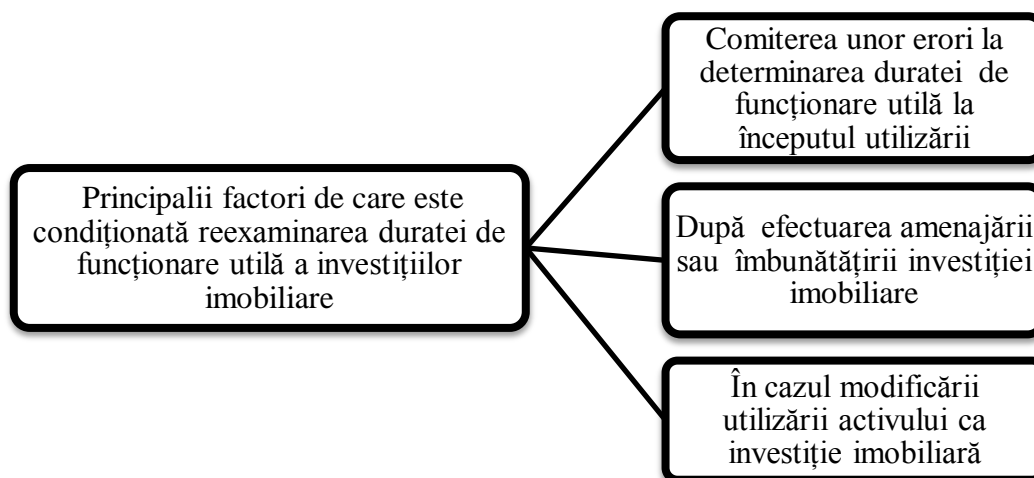 Principalii factori de care este
condiționată reexaminarea duratei de
funcționare utilă a investițiilor
imobiliare
Comiterea unor erori la
determinarea duratei de
funcționare utilă la
începutul utilizării
După efectuarea amenajării
sau îmbunătățirii investiției
imobiliare
În cazul modificării
utilizării activului ca
investiție imobiliară